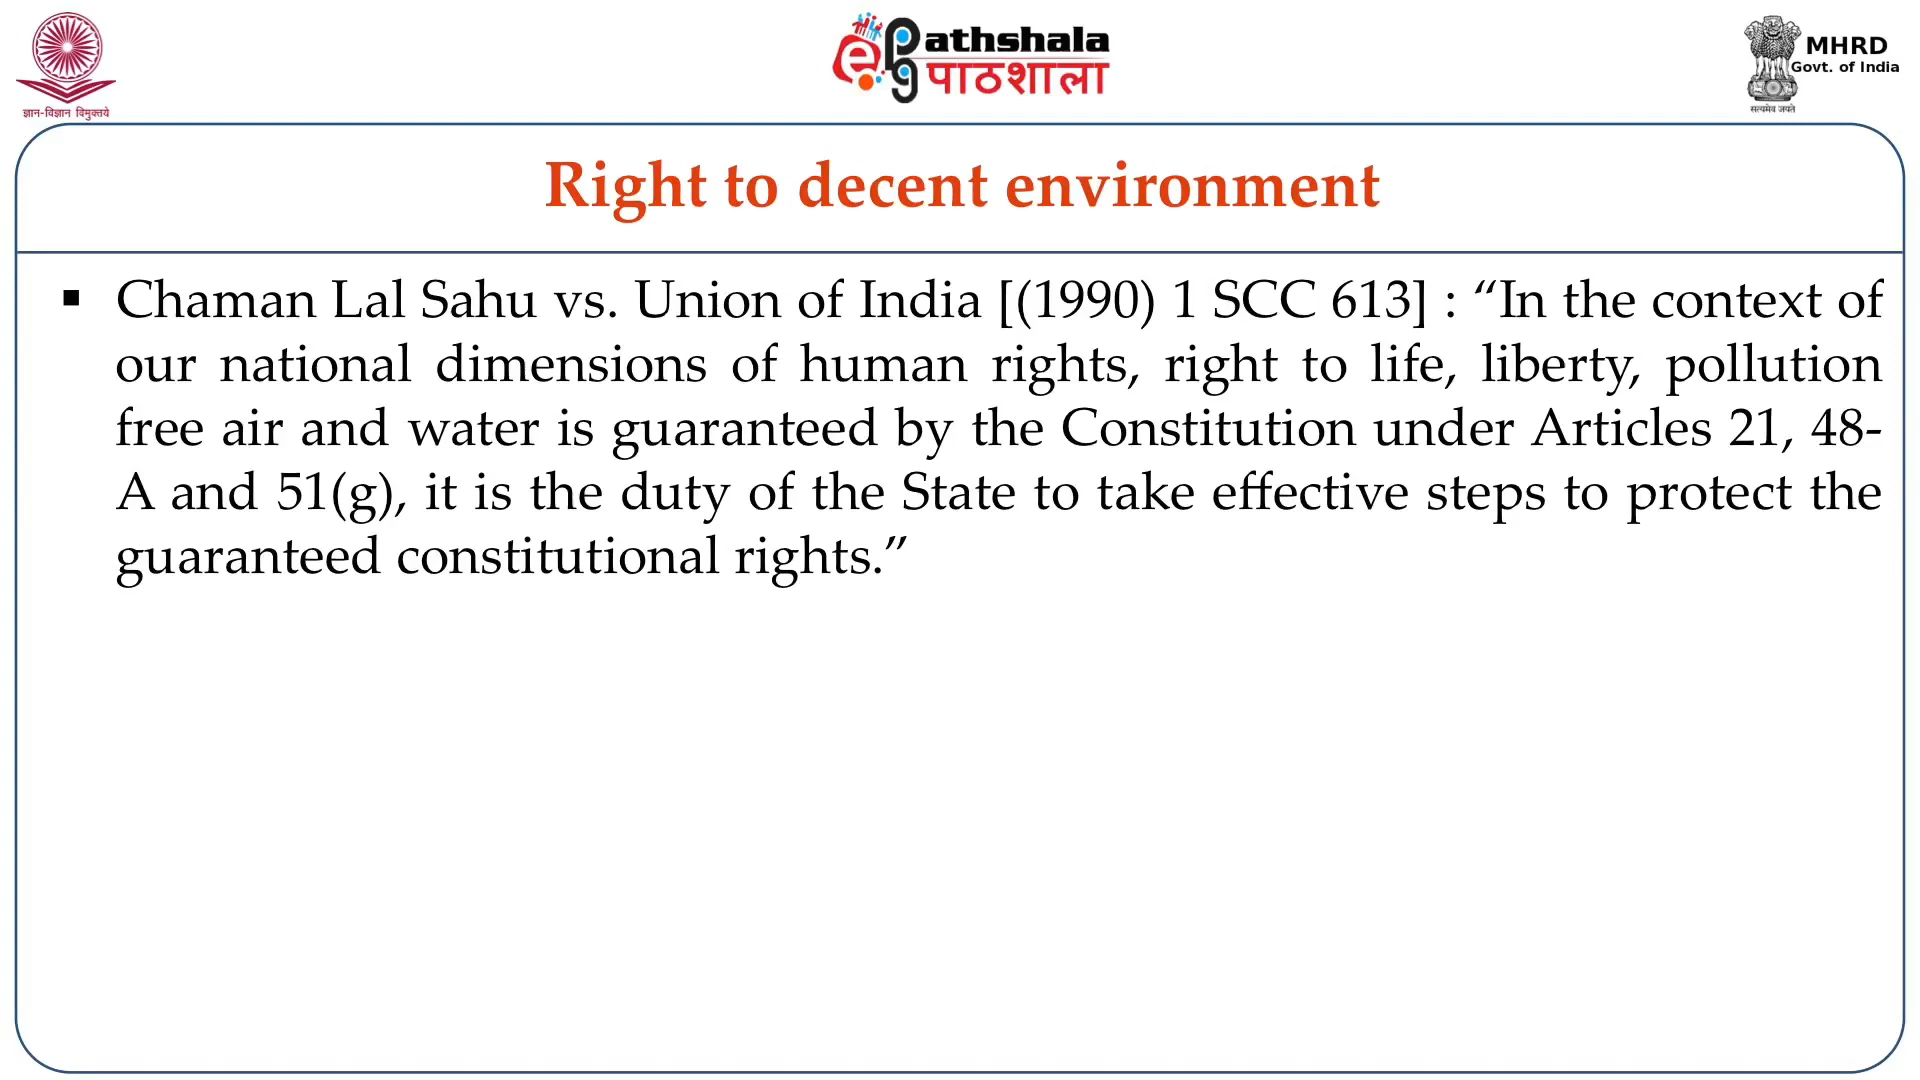 ज्ञान-विज्ञान विमुक्तये
e pg athshala
पाठशाला
MHRD
Govt. of India
सत्यमेव जयते
Right to decent environment
▪ Chaman Lal Sahu vs. Union of India [(1990) 1 SCC 613] : “In the context of
our national dimensions of human rights, right to life, liberty, pollution
free air and water is guaranteed by the Constitution under Articles 21, 48-
A and 51(g), it is the duty of the State to take effective steps to protect the
guaranteed constitutional rights.”